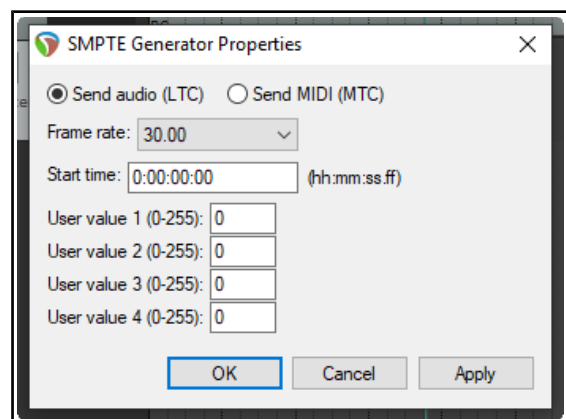 SMPTE Generator Properties
Send audio (LTC) Send MIDI (MTC)
Frame rate: 30.00
Start time: 0:00:00:00 (hh:mm:ss.ff)
User value 1 (0-255): 0
User value 2 (0-255): 0
User value 3 (0-255): 0
User value 4 (0-255): 0
OK Cancel Apply